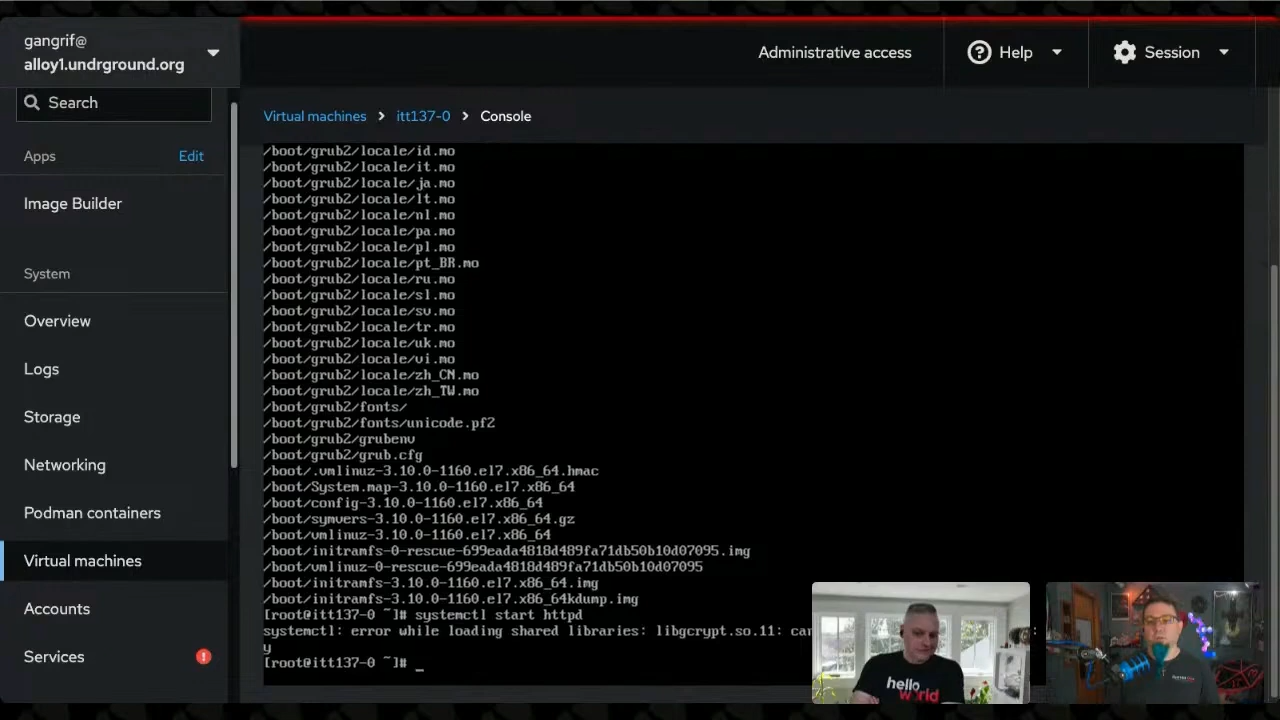 gangrif@
alloy1.undrground.org
Administrative access
Help
Session
Search
Apps
Edit
Image Builder
System
Overview
Logs
Storage
Networking
Podman containers
Virtual machines
Accounts
Services
Virtual machines > itt137-0 > Console
/boot/grub2/locale/id.mo
/boot/grub2/locale/it.mo
/boot/grub2/locale/ja.mo
/boot/grub2/locale/lt.mo
/boot/grub2/locale/nl.mo
/boot/grub2/locale/pa.mo
/boot/grub2/locale/pl.mo
/boot/grub2/locale/pt_BR.mo
/boot/grub2/locale/ru.mo
/boot/grub2/locale/sl.mo
/boot/grub2/locale/sv.mo
/boot/grub2/locale/tr.mo
/boot/grub2/locale/uk.mo
/boot/grub2/locale/vi.mo
/boot/grub2/locale/zh_CN.mo
/boot/grub2/locale/zh_TW.mo
/boot/grub2/fonts/
/boot/grub2/fonts/unicode.pf2
/boot/grub2/grubenv
/boot/grub2/grub.cfg
/boot/.vmlinuz-3.10.0-1160.el7.x86_64.hmac
/boot/System.map-3.10.0-1160.el7.x86_64
/boot/config-3.10.0-1160.el7.x86_64
/boot/symvers-3.10.0-1160.el7.x86_64.gz
/boot/vmlinuz-3.10.0-1160.el7.x86_64
/boot/initramfs-0-rescue-699eada4818d489fa71db50b10d07095.img
/boot/vmlinuz-0-rescue-699eada4818d489fa71db50b10d07095
/boot/initramfs-3.10.0-1160.el7.x86_64.img
/boot/initramfs-3.10.0-1160.el7.x86_64kdump.img
[root@itt137-0 ~]# systemctl start httpd
systemctl: error while loading shared libraries: libgcrypt.so.11: can
y
[root@itt137-0 ~]# _
hello
world